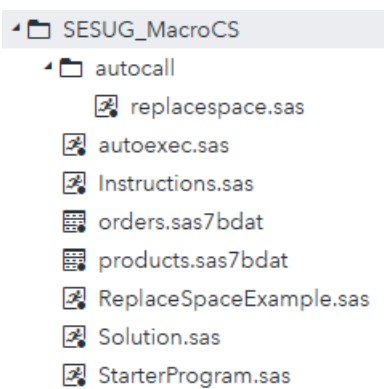 SESUG_MacroCS
autocall
replacespace.sas
autoexec.sas
Instructions.sas
orders.sas7bdat
products.sas7bdat
ReplaceSpaceExample.sas
Solution.sas
StarterProgram.sas